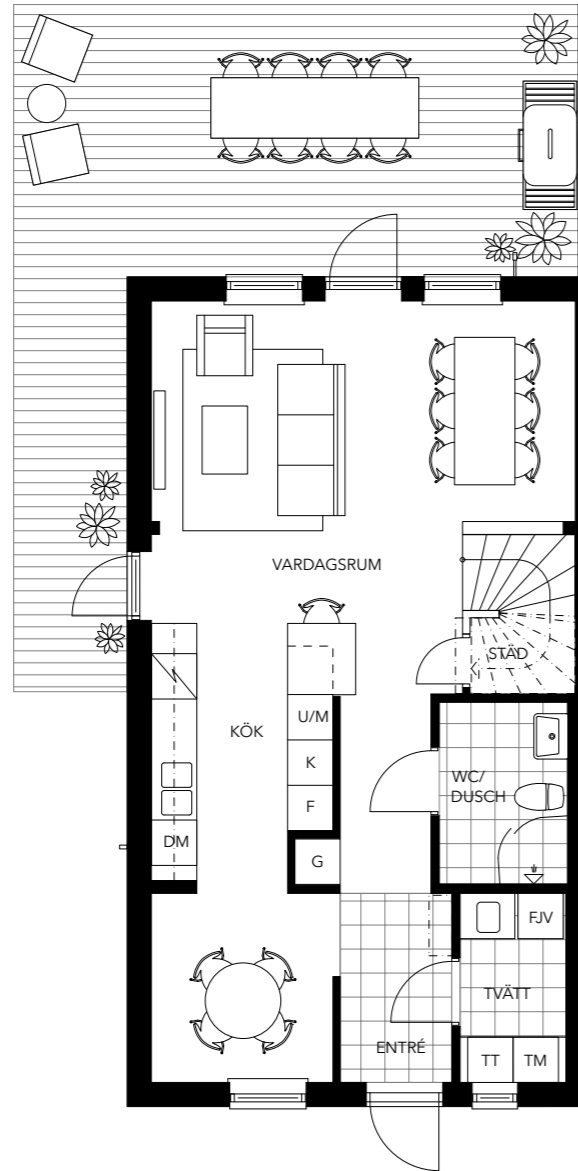 VARDAGSRUM
STÄD
U/M
KÖK
K
WC/
DUSCH
F
DM
G
FJV
TVÄTT
ENTRÉ
TT
TM